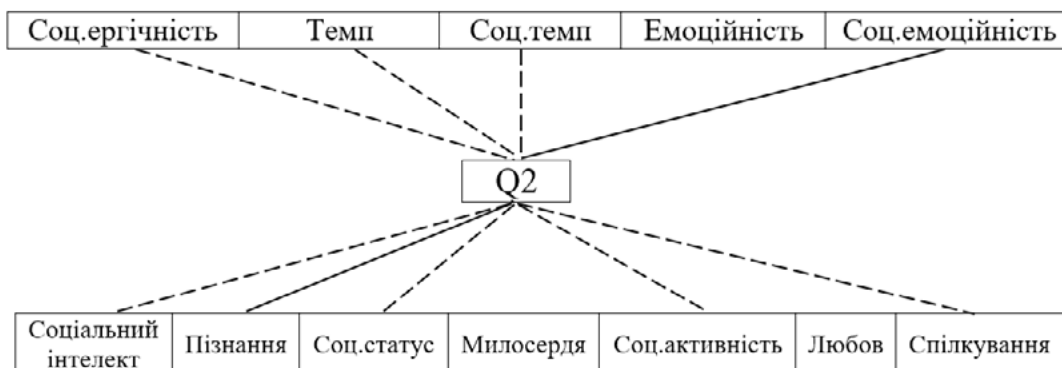 Соц.ергічність Темп Соц.темп Емоційність Соц.емоційність
Q2
Соціальний
інтелект Пізнання Соц.статус Милосердя Соц.активність Любов Спілкування